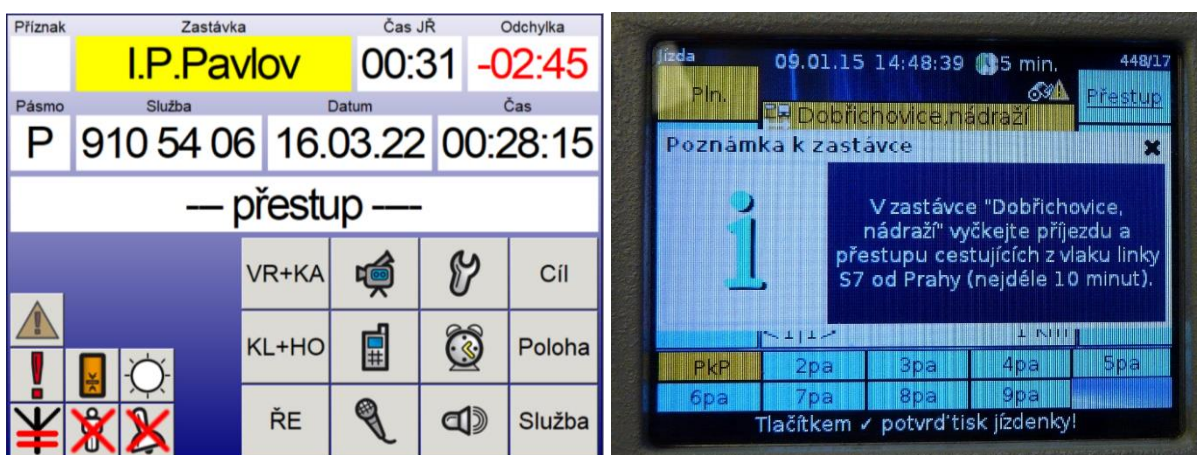 Příznak Zastávka Čas JŘ Odchylka
I.P.Pavlov 00:31 -02:45
Pásmo Služba Datum Čas
P 910 54 06 16.03.22 00:28:15
--- přestup ----
VR+KA Cíl
KL+HO Poloha
ŘE Služba
Jízda 09.01.15 14:48:39 5 min. 448/17
Pln. Přestup
Dobřichovice,nádraží
Poznámka k zastávce
V zastávce "Dobřichovice,
nádraží" vyčkejte příjezdu a
přestupu cestujících z vlaku linky
S7 od Prahy (nejdéle 10 minut).
<1|1> 1 Km
PkP 2pa 3pa 4pa 5pa
6pa 7pa 8pa 9pa
Tlačítkem ✓ potvrď tisk jízdenky!